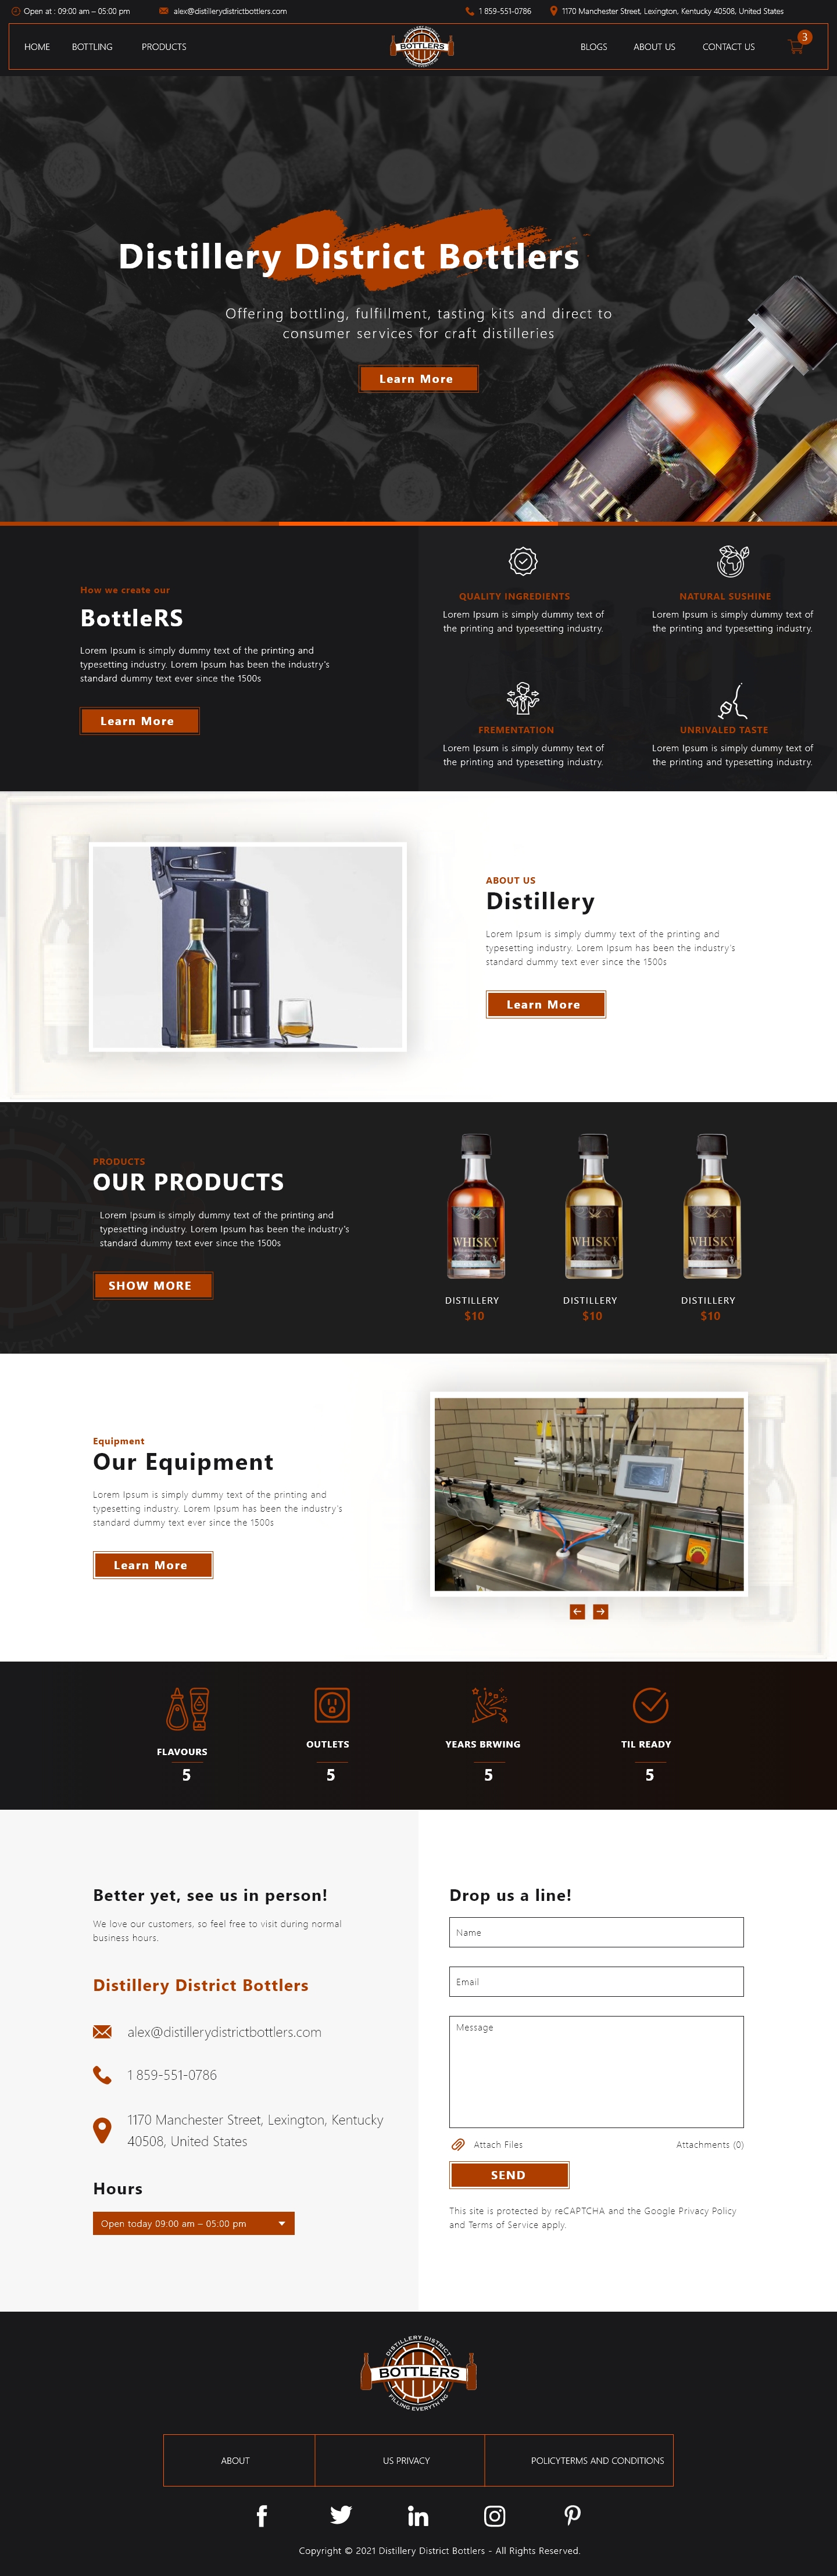 Open at : 09:00 am – 05:00 pm
alex@distillerydistrictbottlers.com
1 859-551-0786
1170 Manchester Street, Lexington, Kentucky 40508, United States
HOME
BOTTLING
PRODUCTS
BOTTLERS
BLOGS
ABOUT US
CONTACT US
3
Distillery District Bottlers
Offering bottling, fulfillment, tasting kits and direct to
consumer services for craft distilleries
Learn More
WHIS
How we create our
BottleRS
Lorem Ipsum is simply dummy text of the printing and
typesetting industry. Lorem Ipsum has been the industry's
standard dummy text ever since the 1500s
Learn More
QUALITY INGREDIENTS
Lorem Ipsum is simply dummy text of
the printing and typesetting industry.
NATURAL SUSHINE
Lorem Ipsum is simply dummy text of
the printing and typesetting industry.
FREMENTATION
Lorem Ipsum is simply dummy text of
the printing and typesetting industry.
UNRIVALED TASTE
Lorem Ipsum is simply dummy text of
the printing and typesetting industry.
ABOUT US
Distillery
Lorem Ipsum is simply dummy text of the printing and
typesetting industry. Lorem Ipsum has been the industry's
standard dummy text ever since the 1500s
Learn More
PRODUCTS
OUR PRODUCTS
Lorem Ipsum is simply dummy text of the printing and
typesetting industry. Lorem Ipsum has been the industry's
standard dummy text ever since the 1500s
SHOW MORE
WHISKY
WHISKY
WHISKY
DISTILLERY
$10
DISTILLERY
$10
DISTILLERY
$10
Equipment
Our Equipment
Lorem Ipsum is simply dummy text of the printing and
typesetting industry. Lorem Ipsum has been the industry's
standard dummy text ever since the 1500s
Learn More
FLAVOURS
5
OUTLETS
5
YEARS BRWING
5
TIL READY
5
Better yet, see us in person!
We love our customers, so feel free to visit during normal
business hours.
Distillery District Bottlers
alex@distillerydistrictbottlers.com
1 859-551-0786
1170 Manchester Street, Lexington, Kentucky
40508, United States
Hours
Open today 09:00 am – 05:00 pm
Drop us a line!
Name
Email
Message
Attach Files
Attachments (0)
SEND
This site is protected by reCAPTCHA and the Google Privacy Policy
and Terms of Service apply.
DISTILLERY DISTRICT
BOTTLERS
FILLING EVERYTH NG
ABOUT
US PRIVACY
POLICYTERMS AND CONDITIONS
Copyright © 2021 Distillery District Bottlers - All Rights Reserved.